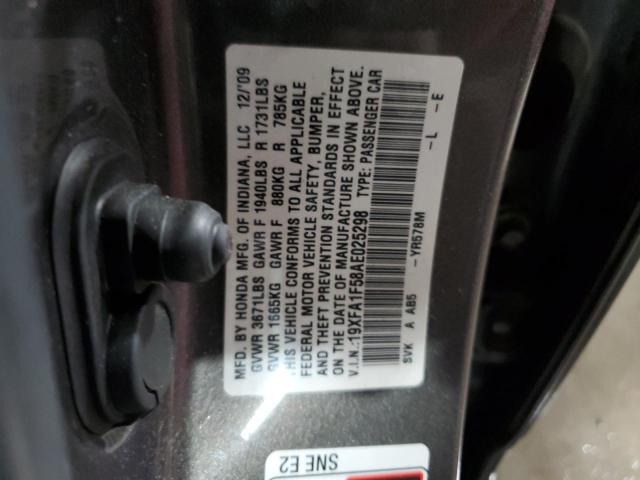 MFD. BY HONDA MFG. OF INDIANA, LLC 12/'09
GVWR 3671LBS GAWR F 1940LBS R 1731LBS
GVWR 1665KG GAWR F 880KG R 785KG
THIS VEHICLE CONFORMS TO ALL APPLICABLE
FEDERAL MOTOR VEHICLE SAFETY, BUMPER,
AND THEFT PREVENTION STANDARDS IN EFFECT
ON THE DATE OF MANUFACTURE SHOWN ABOVE.
V.I.N.:19XFA1F58AE025298 TYPE: PASSENGER CAR
SVK A AB5 -YR578M -L -E
SNE E2